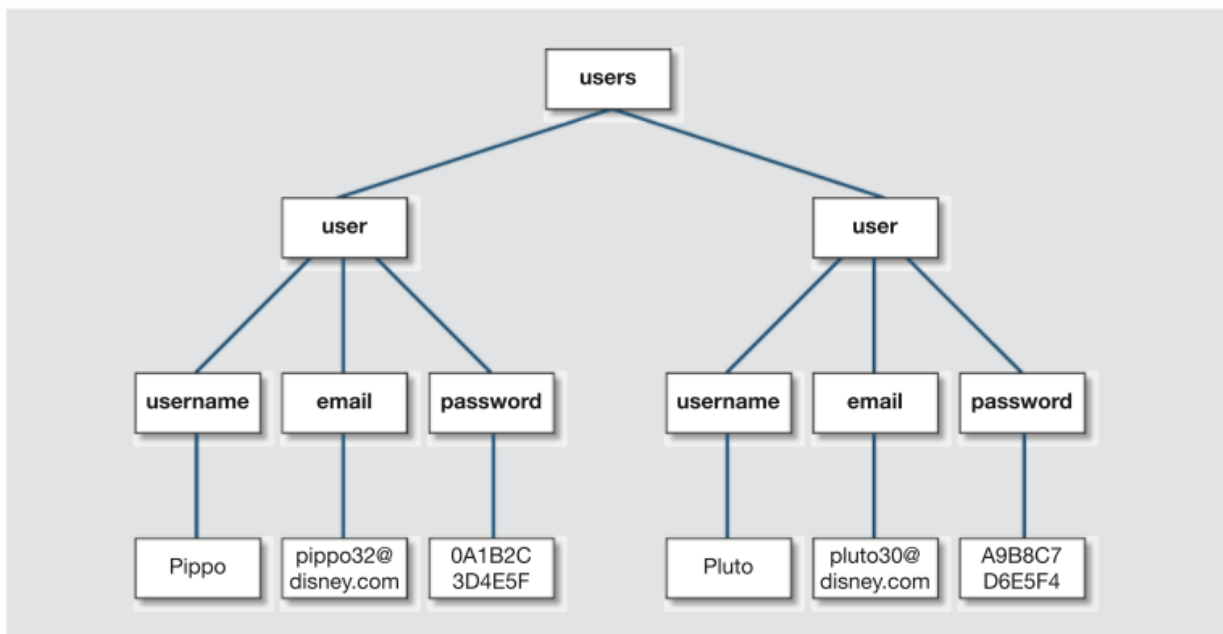 users
user
user
username
email
password
username
email
password
Pippo
pippo32@
disney.com
0A1B2C
3D4E5F
Pluto
pluto30@
disney.com
A9B8C7
D6E5F4